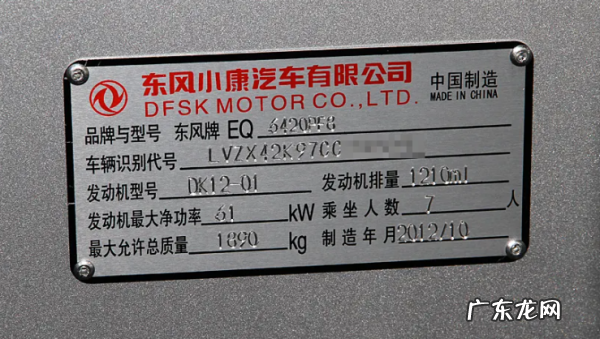 东风小康汽车有限公司 中国制造
DFSK MOTOR CO.,LTD. MADE IN CHINA
品牌与型号 东风牌 EQ 6420PF8
车辆识别代号 LVZX42K97CC
发动机型号 DK12-01 发动机排量 1210ml
发动机最大净功率 61 kW 乘坐人数 7 人
最大允许总质量 1890 kg 制造年月 2012/10
广东龙网